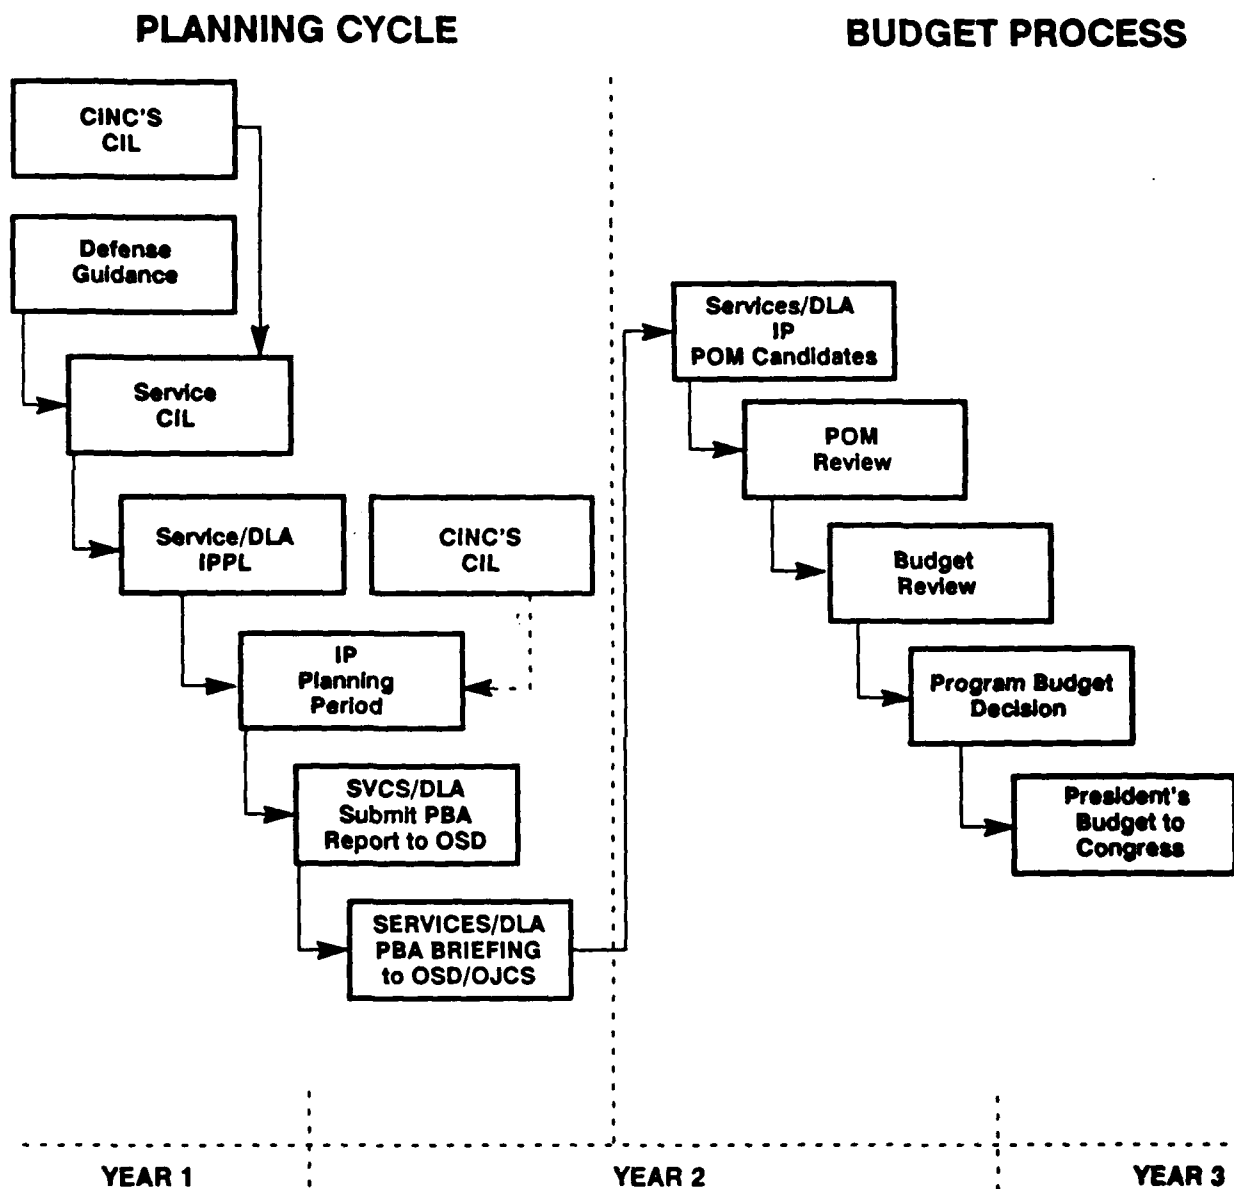 PLANNING CYCLE
BUDGET PROCESS
CINC'S
CIL
Defense
Guidance
Service
CIL
Service/DLA
IPPL
CINC'S
CIL
IP
Planning
Period
SVCS/DLA
Submit PBA
Report to OSD
SERVICES/DLA
PBA BRIEFING
to OSD/OJCS
Services/DLA
IP
POM Candidates
POM
Review
Budget
Review
Program Budget
Decision
President's
Budget to
Congress
YEAR 1
YEAR 2
YEAR 3